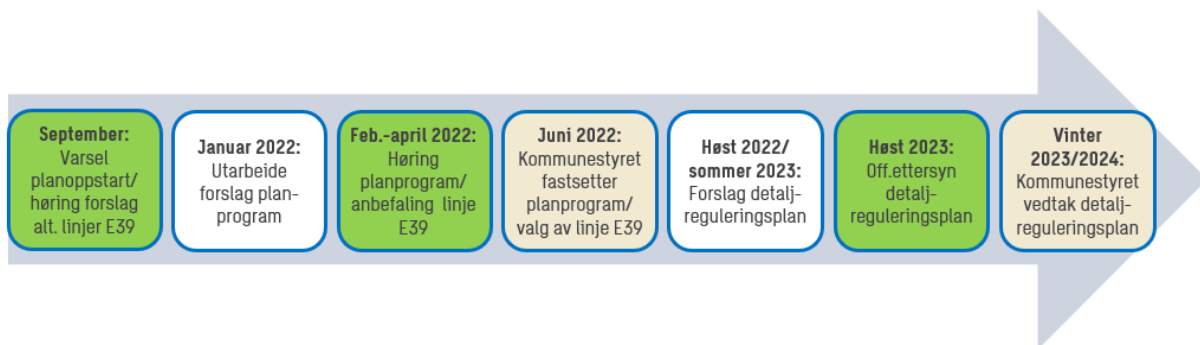 September:
Varsel
planoppstart/
høring forslag
alt. linjer E39
Januar 2022:
Utarbeide
forslag plan-
program
Feb.-april 2022:
Høring
planprogram/
anbefaling linje
E39
Juni 2022:
Kommunestyret
fastsetter
planprogram/
valg av linje E39
Høst 2022/
sommer 2023:
Forslag detalj-
reguleringsplan
Høst 2023:
Off.ettersyn
detalj-
reguleringsplan
Vinter
2023/2024:
Kommunestyret
vedtak detalj-
reguleringsplan